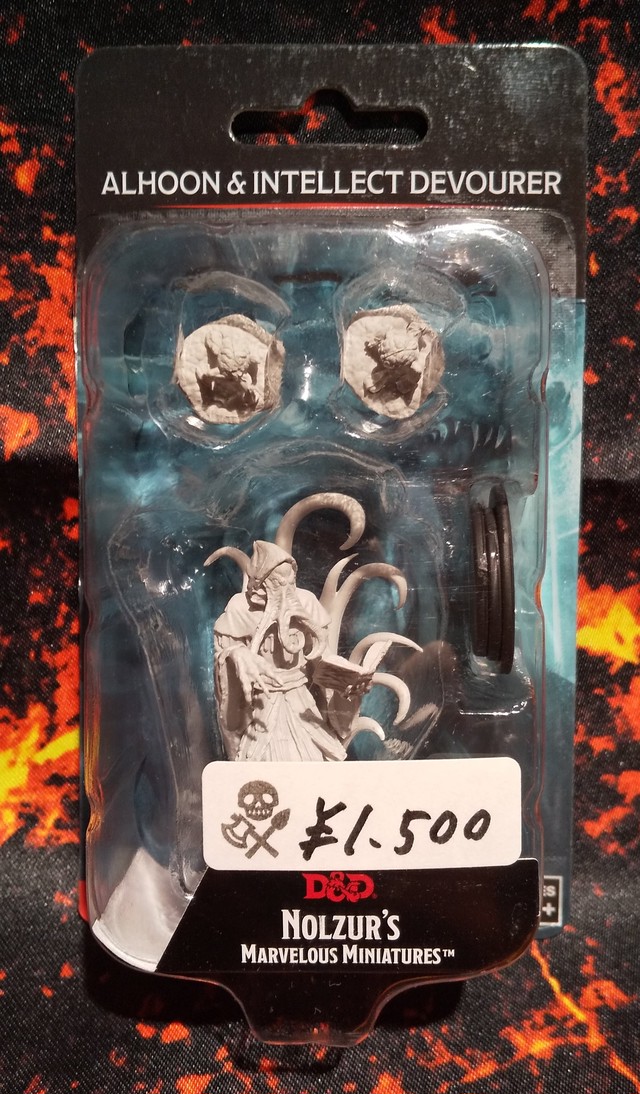 ALHOON & INTELLECT DEVOURER
¥1.500
D&D
NOLZUR'S
MARVELOUS MINIATURES™